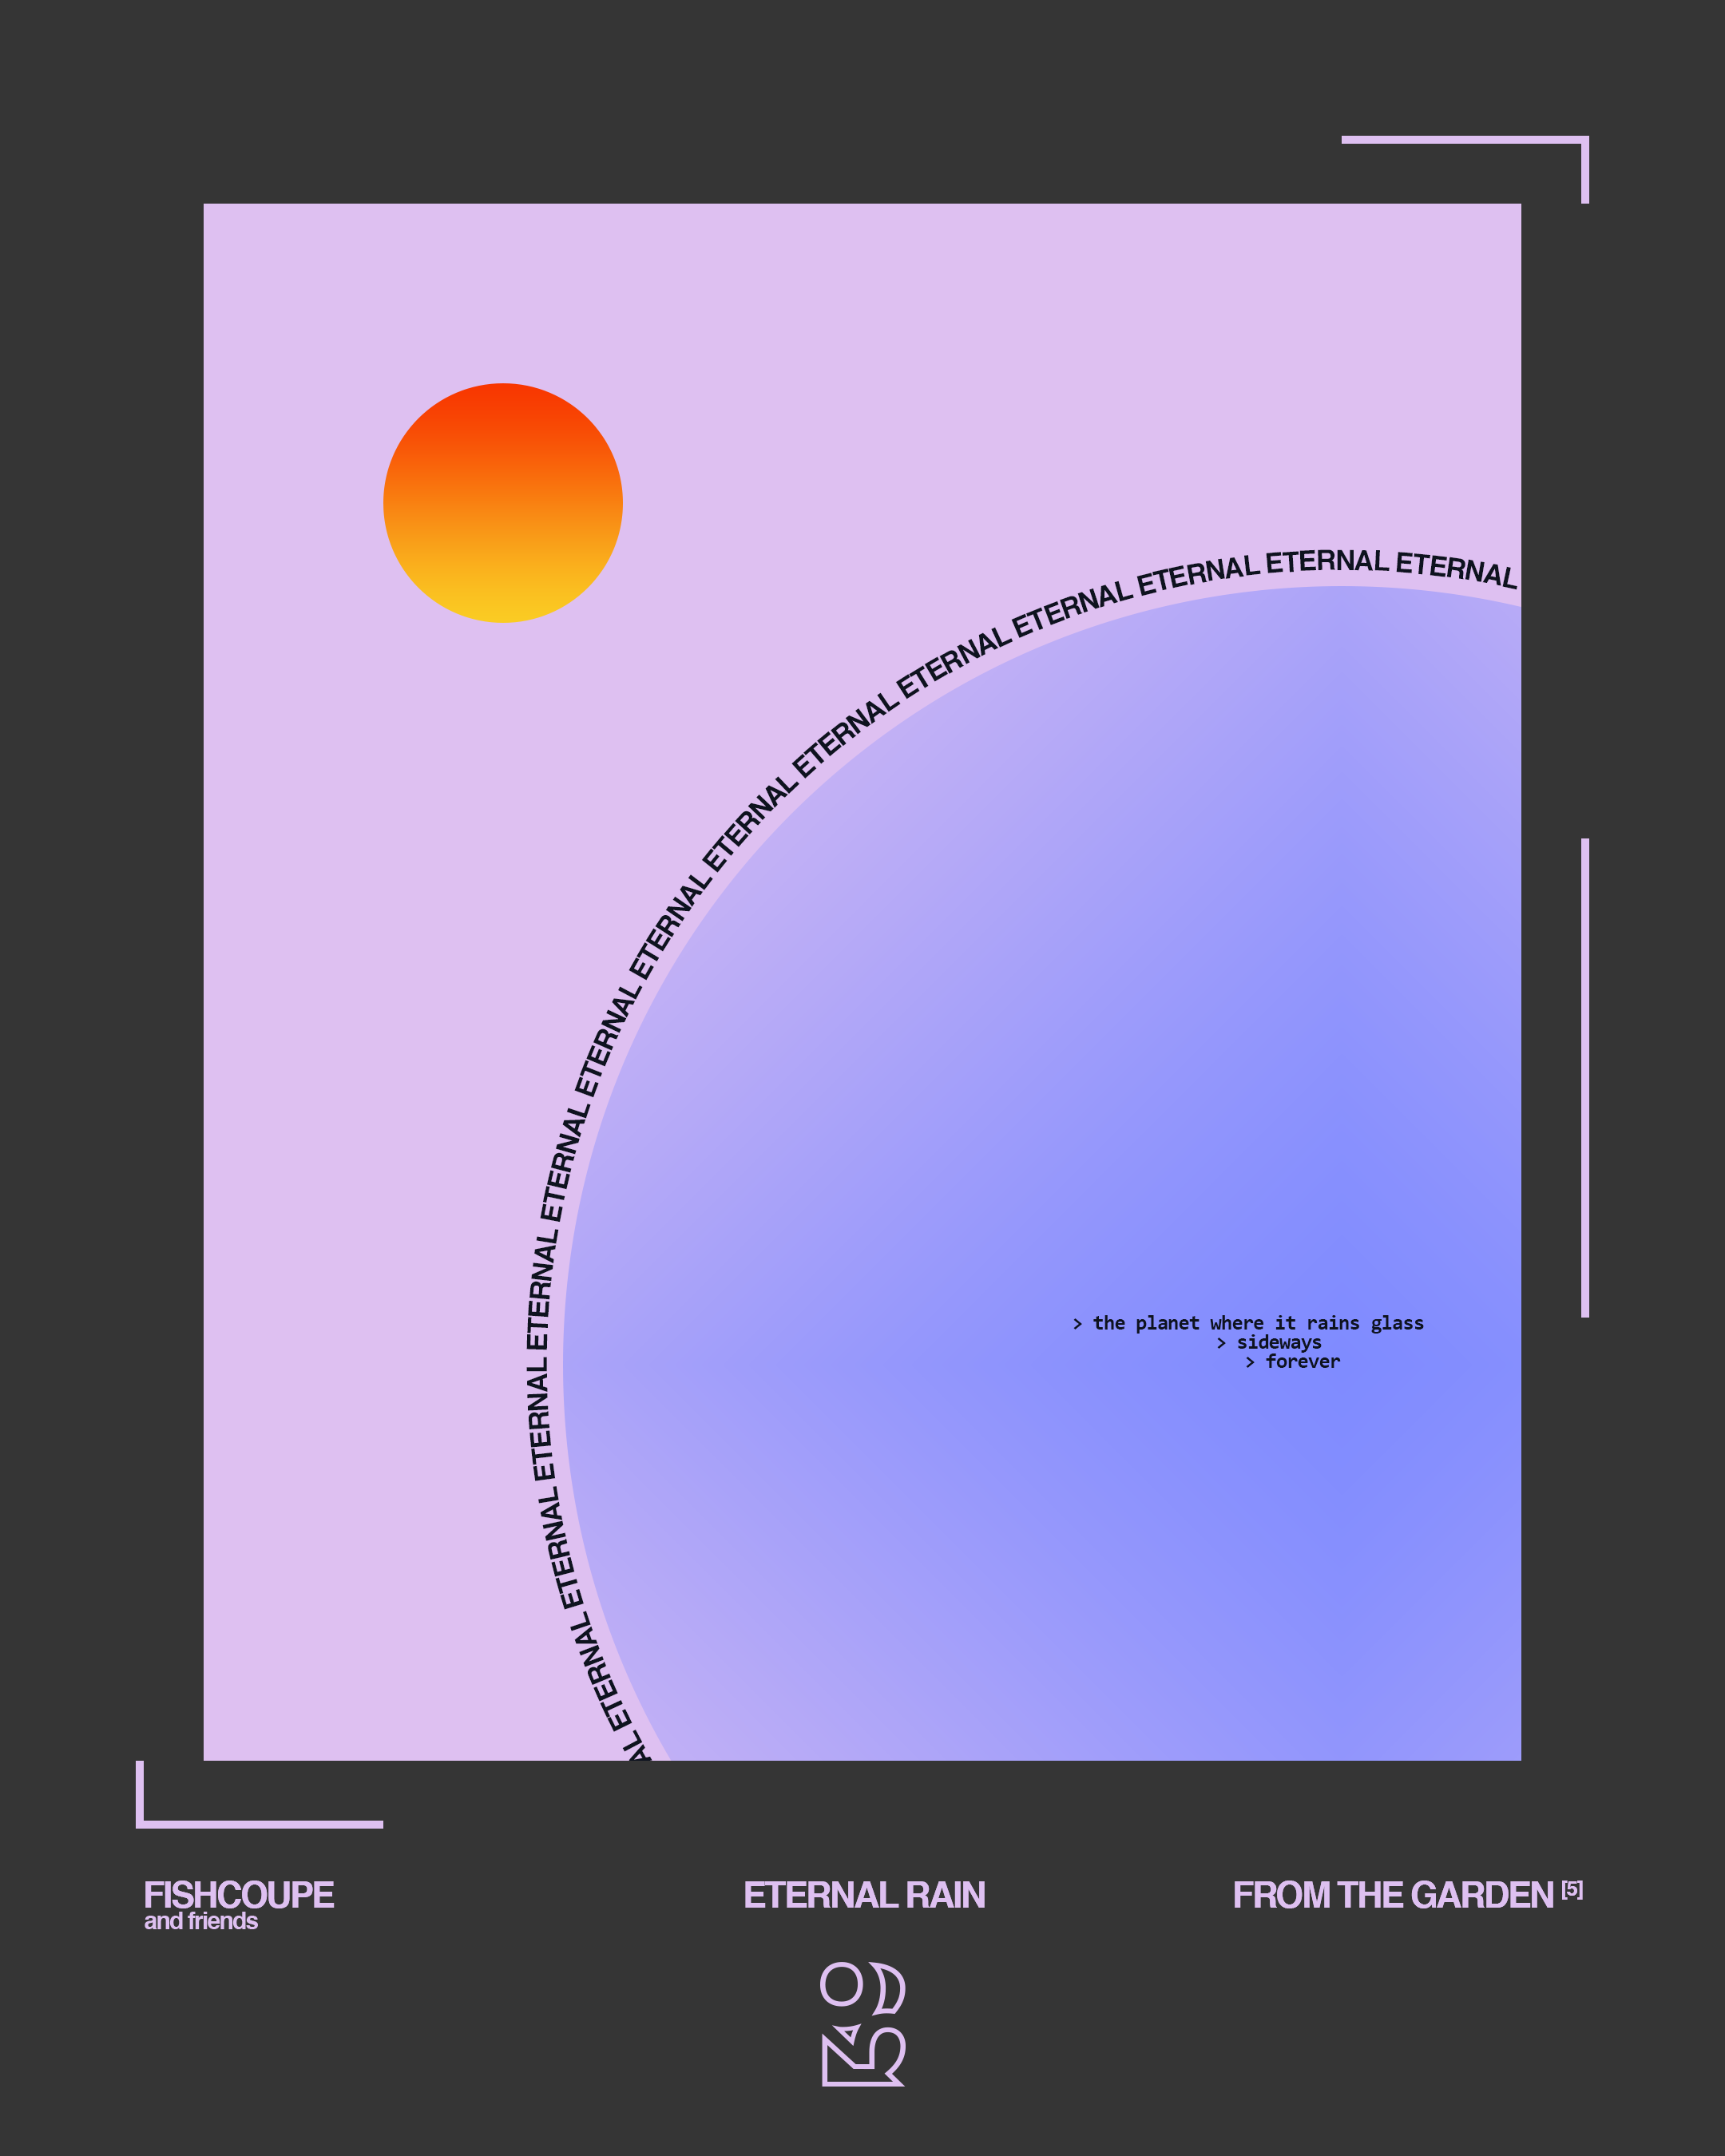 AL ETERNAL ETERNAL ETERNAL ETERNAL ETERNAL ETERNAL ETERNAL ETERNAL ETERNAL ETERNAL ETERNAL ETERNAL ETERNAL ETERNAL
> the planet where it rains glass
> sideways
> forever
FISHCOUPE
and friends
ETERNAL RAIN
FROM THE GARDEN [5]